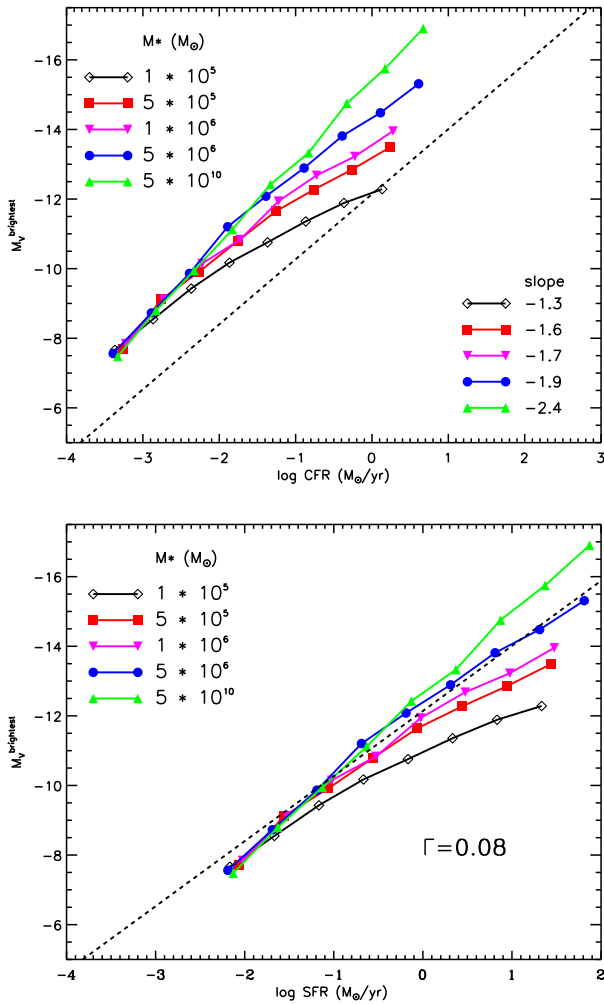 M* (M⊙)
1 * 10⁵
5 * 10⁵
1 * 10⁶
5 * 10⁶
5 * 10¹⁰
slope
-1.3
-1.6
-1.7
-1.9
-2.4
-16
-14
-12
-10
-8
-6
M_V^brightest
-4 -3 -2 -1 0 1 2 3
log CFR (M⊙/yr)
M* (M⊙)
1 * 10⁵
5 * 10⁵
1 * 10⁶
5 * 10⁶
5 * 10¹⁰
Γ=0.08
-16
-14
-12
-10
-8
-6
M_V^brightest
-4 -3 -2 -1 0 1 2
log SFR (M⊙/yr)